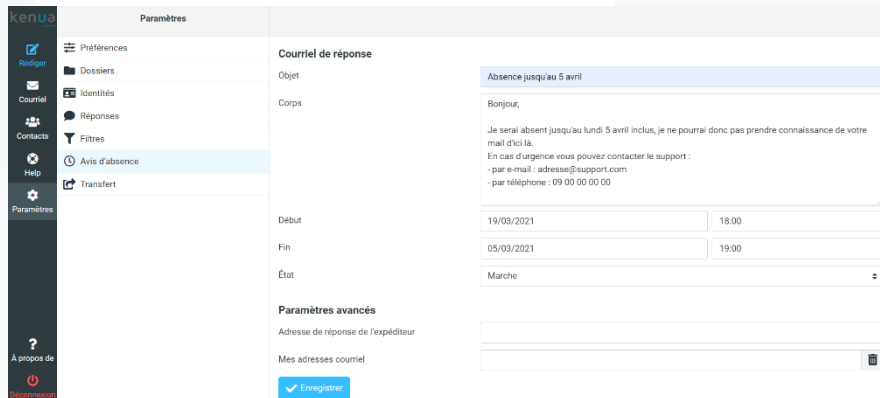 kenua
Paramètres
Rédiger
Courriel
Contacts
Help
Paramètres
? 
À propos de
Déconnexion
Préférences
Dossiers
Identités
Réponses
Filtres
Avis d'absence
Transfert
Courriel de réponse
Objet
Absence jusqu'au 5 avril
Corps
Bonjour,
Je serai absent jusqu'au lundi 5 avril inclus, je ne pourrai donc pas prendre connaissance de votre
mail d'ici là.
En cas d'urgence vous pouvez contacter le support :
- par e-mail : adresse@support.com
- par téléphone : 09 00 00 00 00
Début
19/03/2021
18:00
Fin
05/03/2021
19:00
État
Marche
Paramètres avancés
Adresse de réponse de l'expéditeur
Mes adresses courriel
Enregistrer